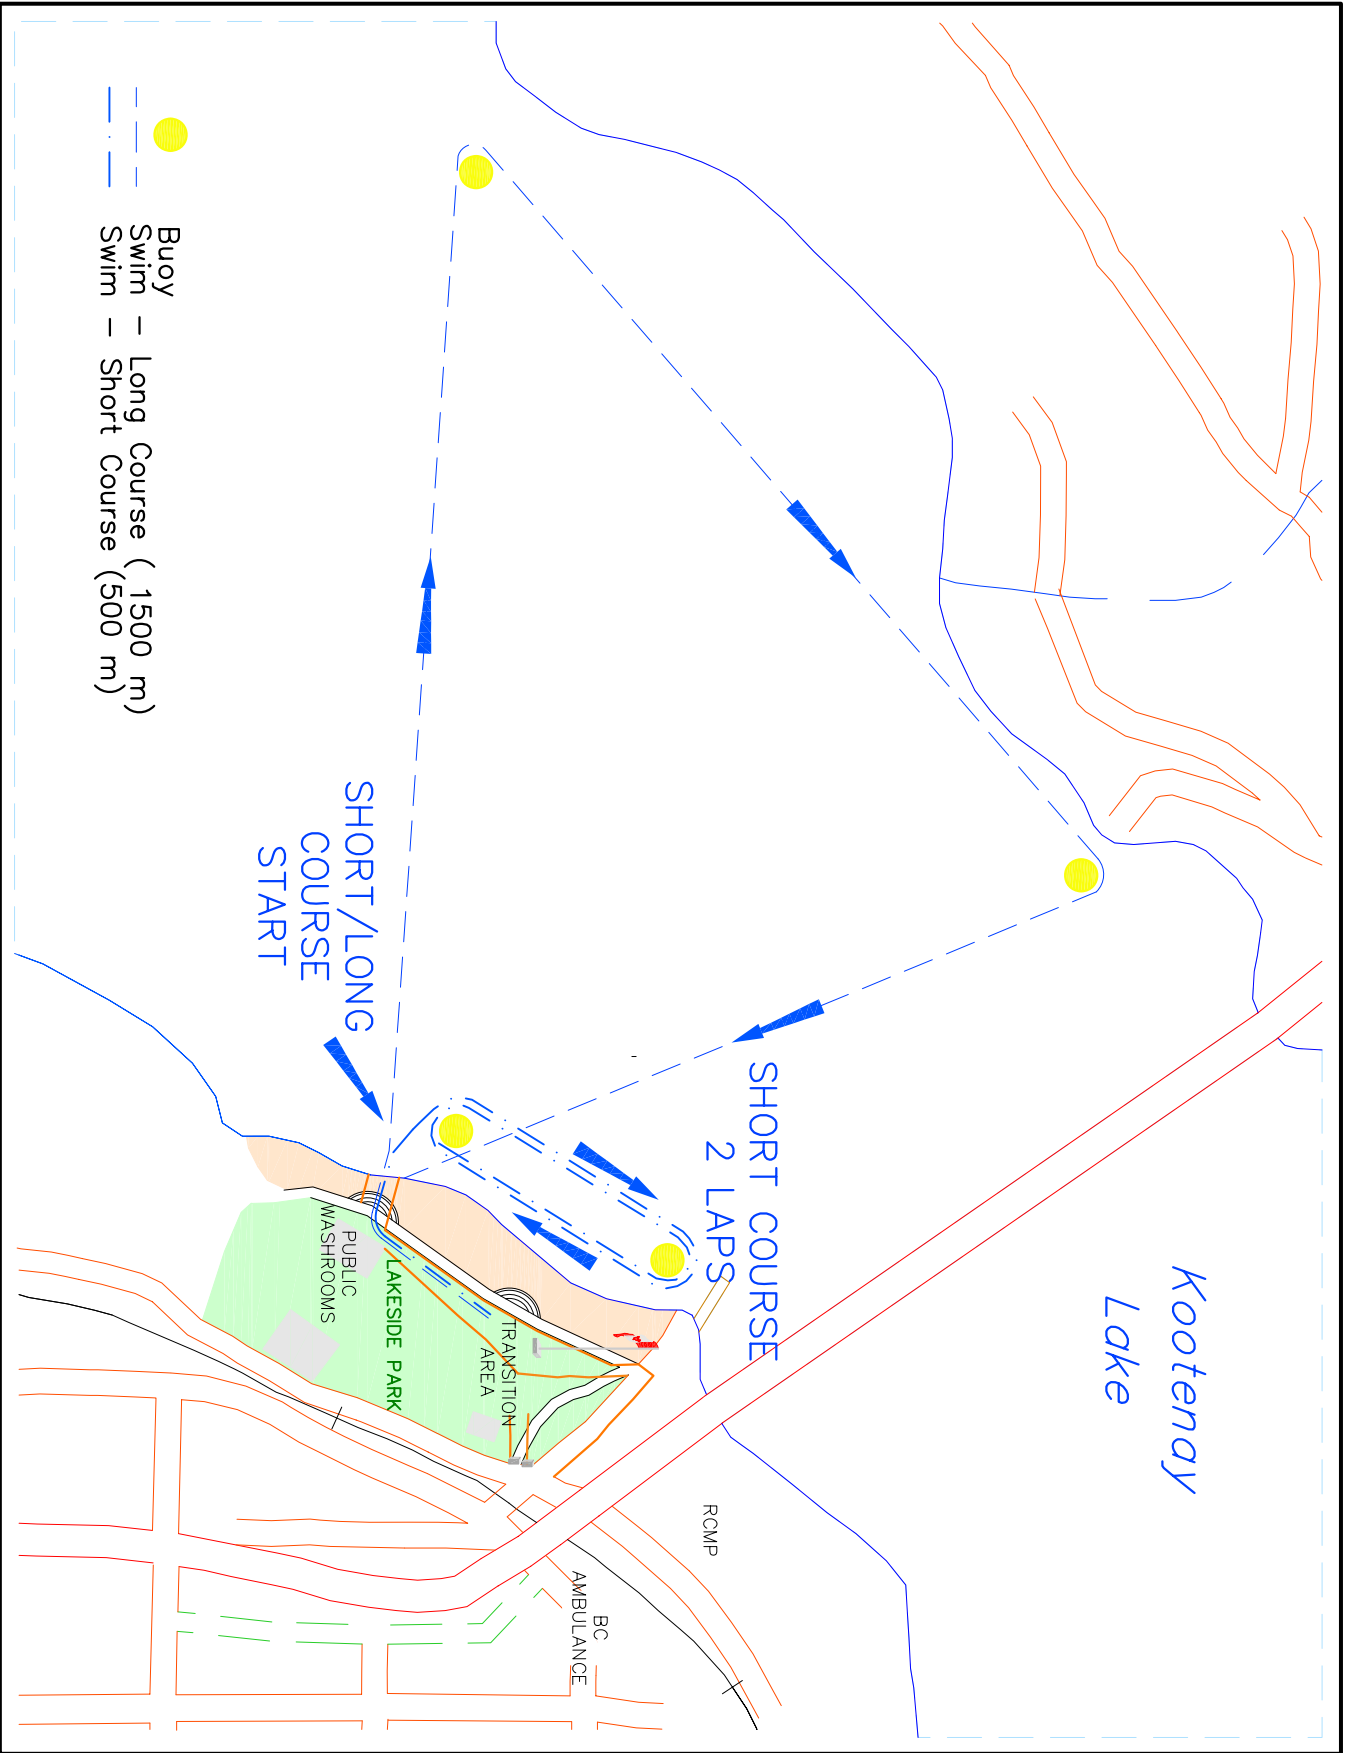 Kootenay
Lake
SHORT COURSE
2 LAPS
SHORT/LONG
COURSE
START
RCMP
BC
AMBULANCE
TRANSITION
AREA
LAKESIDE PARK
PUBLIC
WASHROOMS
Buoy
Swim - Long Course ( 1500 m)
Swim - Short Course (500 m)